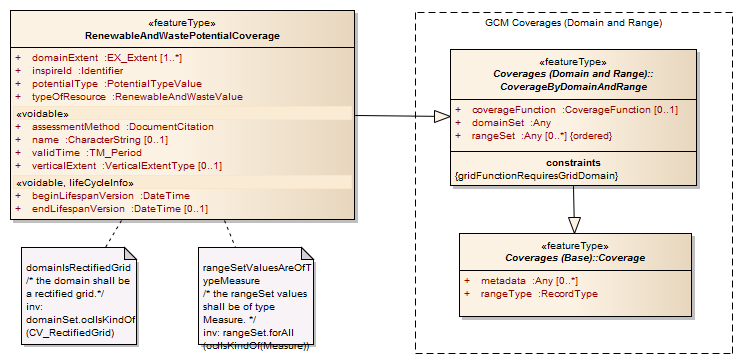 «featureType»
RenewableAndWastePotentialCoverage
+ domainExtent :EX_Extent [1..*]
+ inspireId :Identifier
+ potentialType :PotentialTypeValue
+ typeOfResource :RenewableAndWasteValue
«voidable»
+ assessmentMethod :DocumentCitation
+ name :CharacterString [0..1]
+ validTime :TM_Period
+ verticalExtent :VerticalExtentType [0..1]
«voidable, lifeCycleInfo»
+ beginLifespanVersion :DateTime
+ endLifespanVersion :DateTime [0..1]
domainIsRectifiedGrid
/* the domain shall be
a rectified grid.*/
inv:
domainSet.oclIsKindOf
(CV_RectifiedGrid)
rangeSetValuesAreOfT
ypeMeasure
/* the rangeSet values
shall be of type
Measure. */
inv: rangeSet.forAll
(oclIsKindOf(Measure))
GCM Coverages (Domain and Range)
«featureType»
Coverages (Domain and Range)::
CoverageByDomainAndRange
+ coverageFunction :CoverageFunction [0..1]
+ domainSet :Any
+ rangeSet :Any [0..*] {ordered}
constraints
{gridFunctionRequiresGridDomain}
«featureType»
Coverages (Base)::Coverage
+ metadata :Any [0..*]
+ rangeType :RecordType